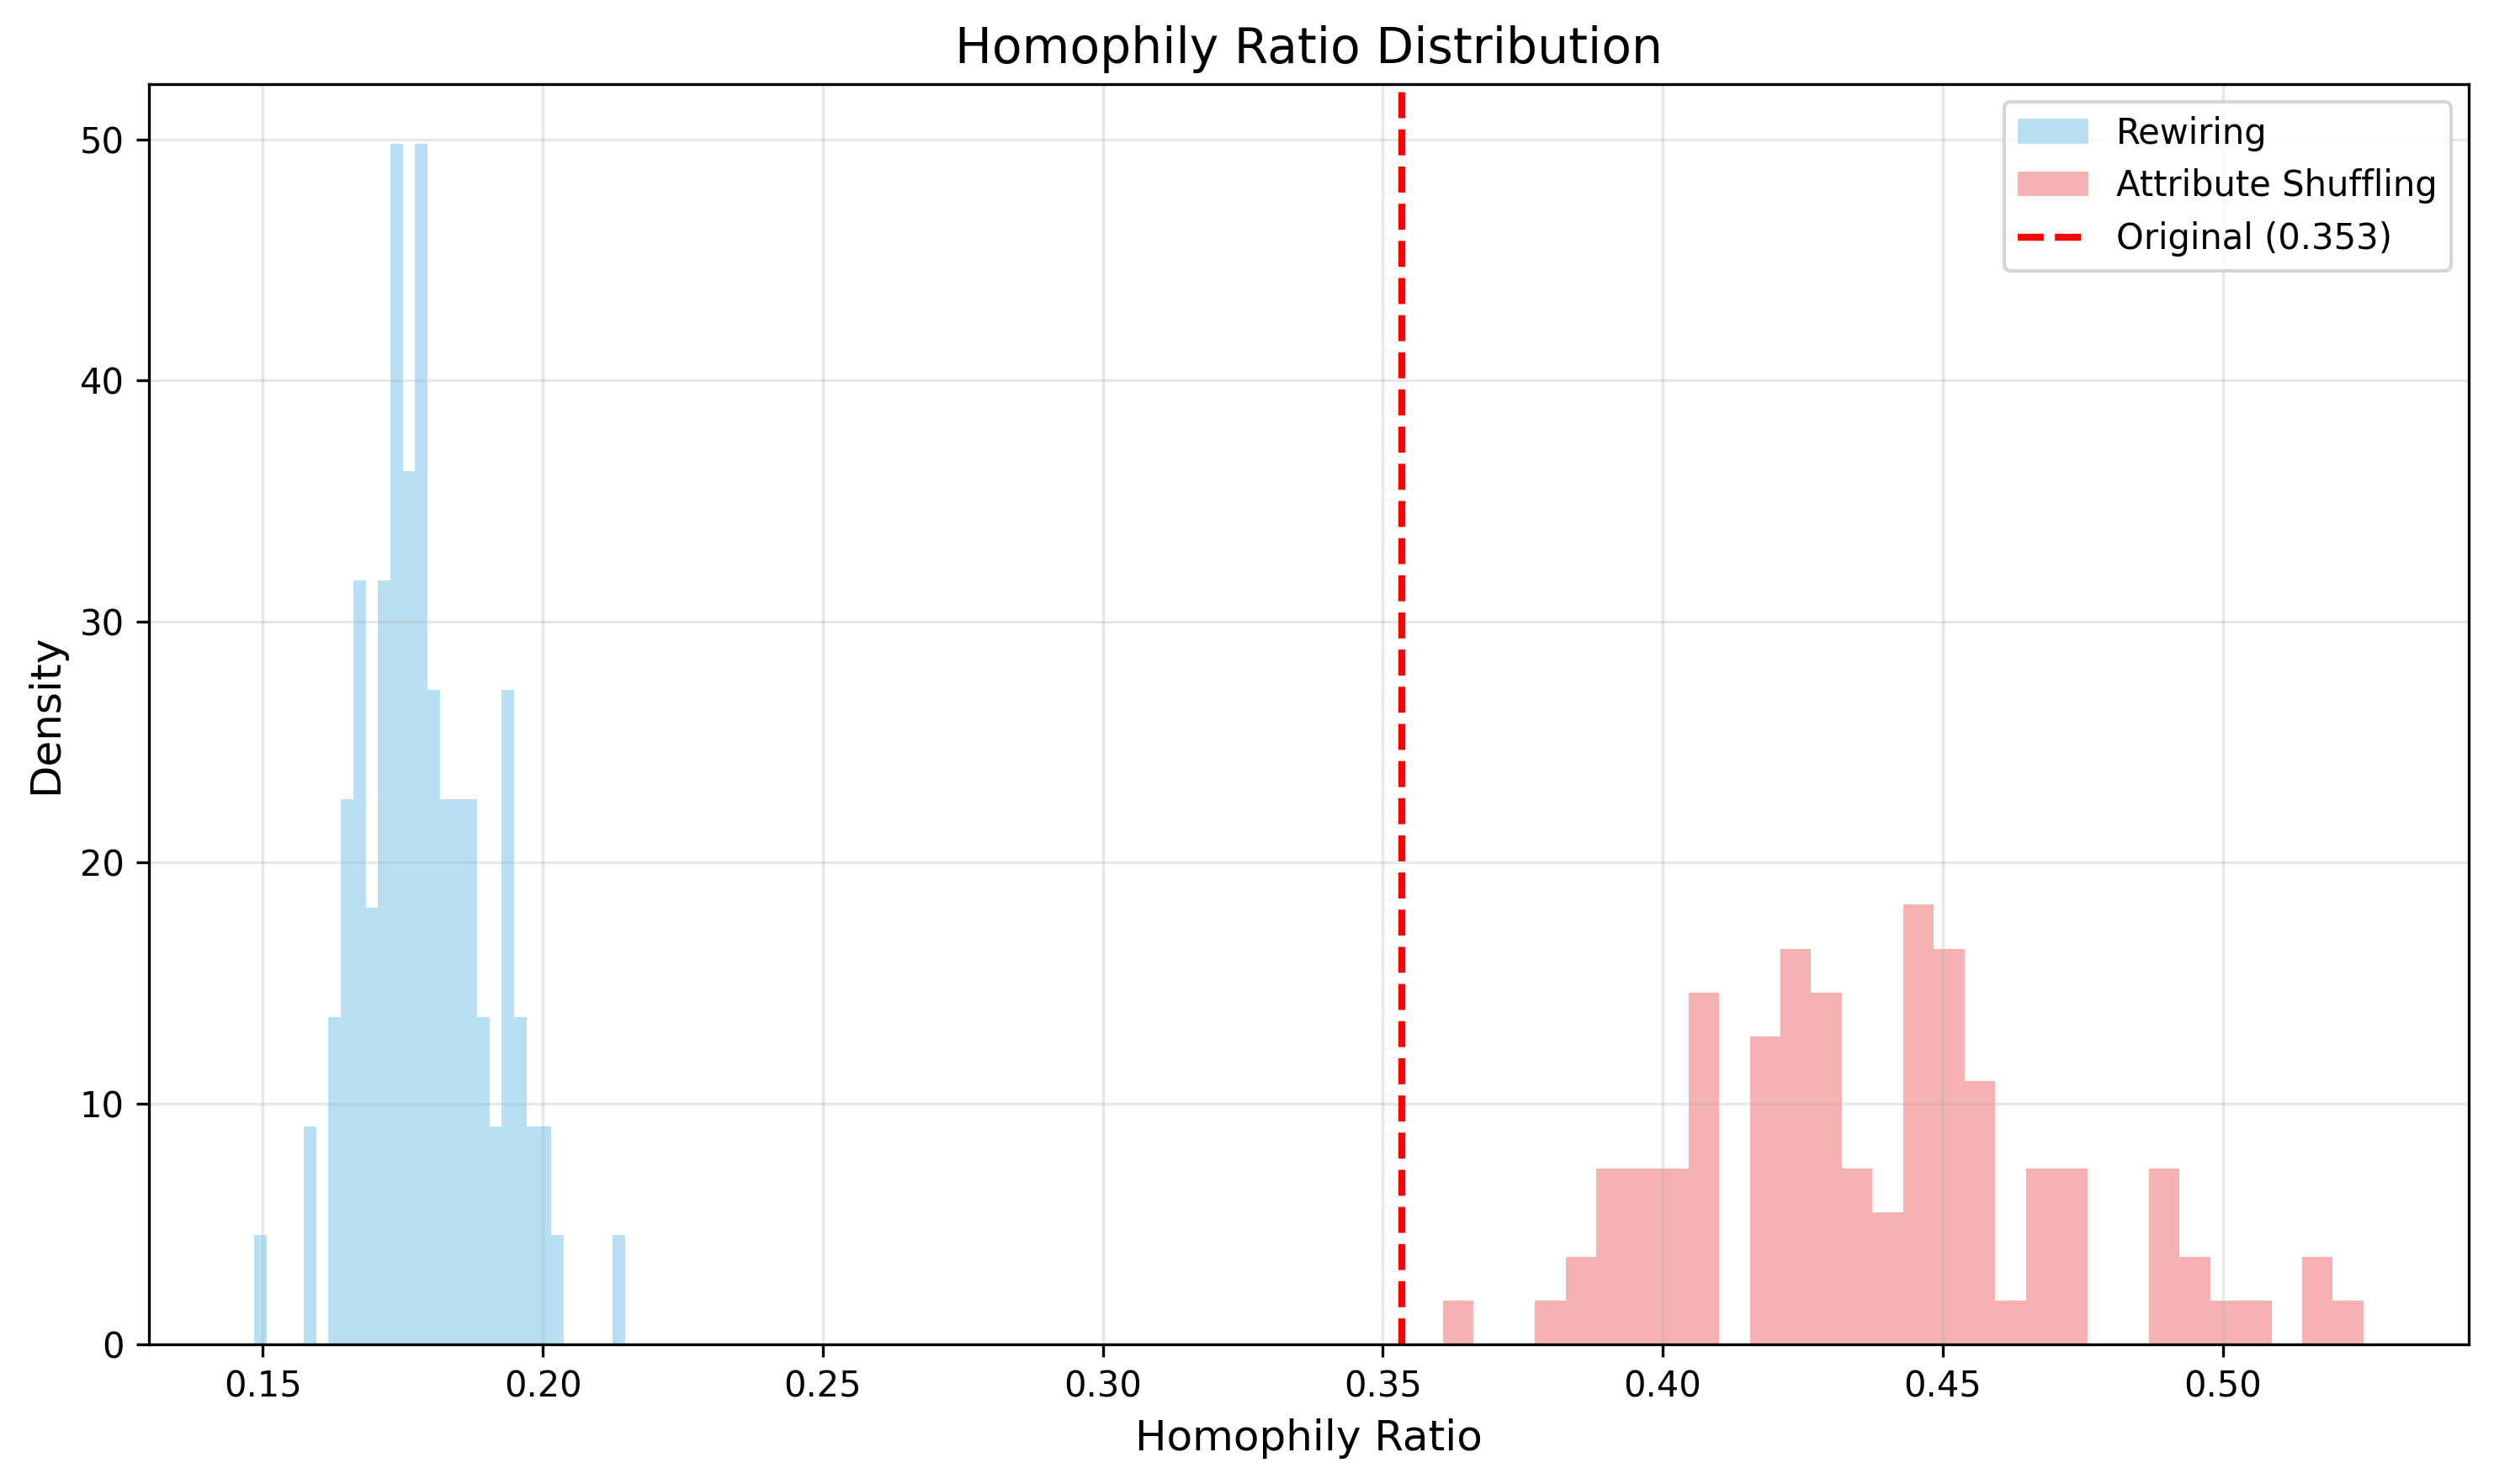 Homophily Ratio Distribution
Rewiring
Attribute Shuffling
Original (0.353)
Density
50
40
30
20
10
0
0.15 0.20 0.25 0.30 0.35 0.40 0.45 0.50
Homophily Ratio